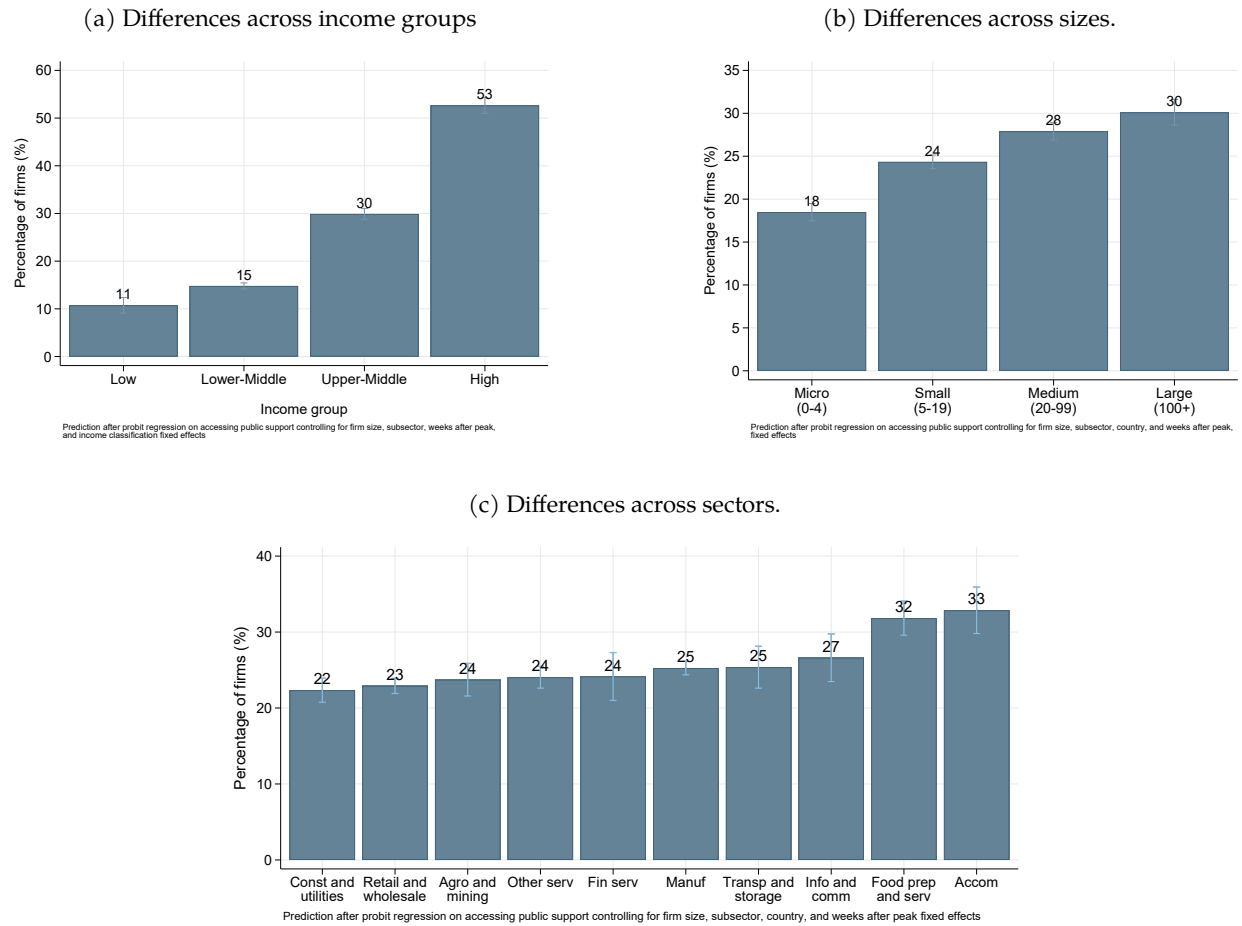 (a) Differences across income groups
Percentage of firms (%)
60
50
40
30
20
10
0
11
15
30
53
Low Lower-Middle Upper-Middle High
Income group
Prediction after probit regression on accessing public support controlling for firm size, subsector, weeks after peak,
and income classification fixed effects
(b) Differences across sizes.
Percentage of firms (%)
35
30
25
20
15
10
5
0
18
24
28
30
Micro Small Medium Large
(0-4) (5-19) (20-99) (100+)
Prediction after probit regression on accessing public support controlling for firm size, subsector, country, and weeks after peak,
fixed effects
(c) Differences across sectors.
Percentage of firms (%)
40
30
20
10
0
22
23
24
24
24
25
25
27
32
33
Const and Retail and Agro and Other serv Fin serv Manuf Transp and Info and Food prep Accom
utilities wholesale mining storage comm and serv
Prediction after probit regression on accessing public support controlling for firm size, subsector, country, and weeks after peak fixed effects